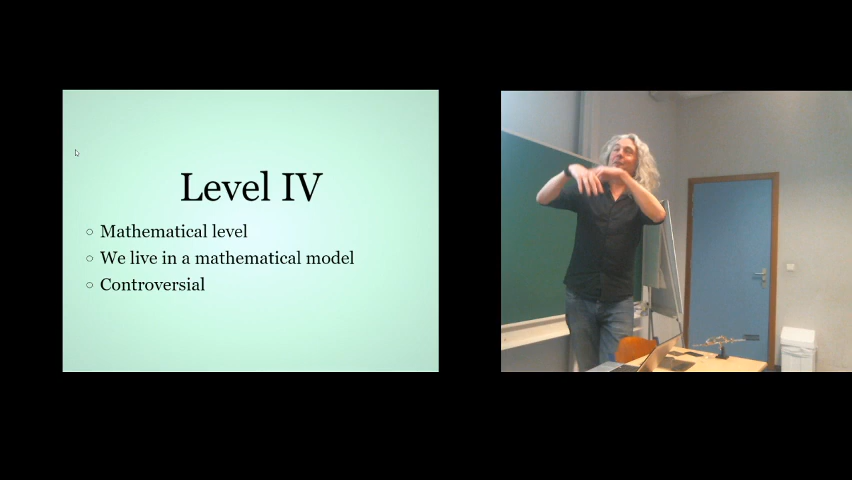 Level IV
Mathematical level
We live in a mathematical model
Controversial